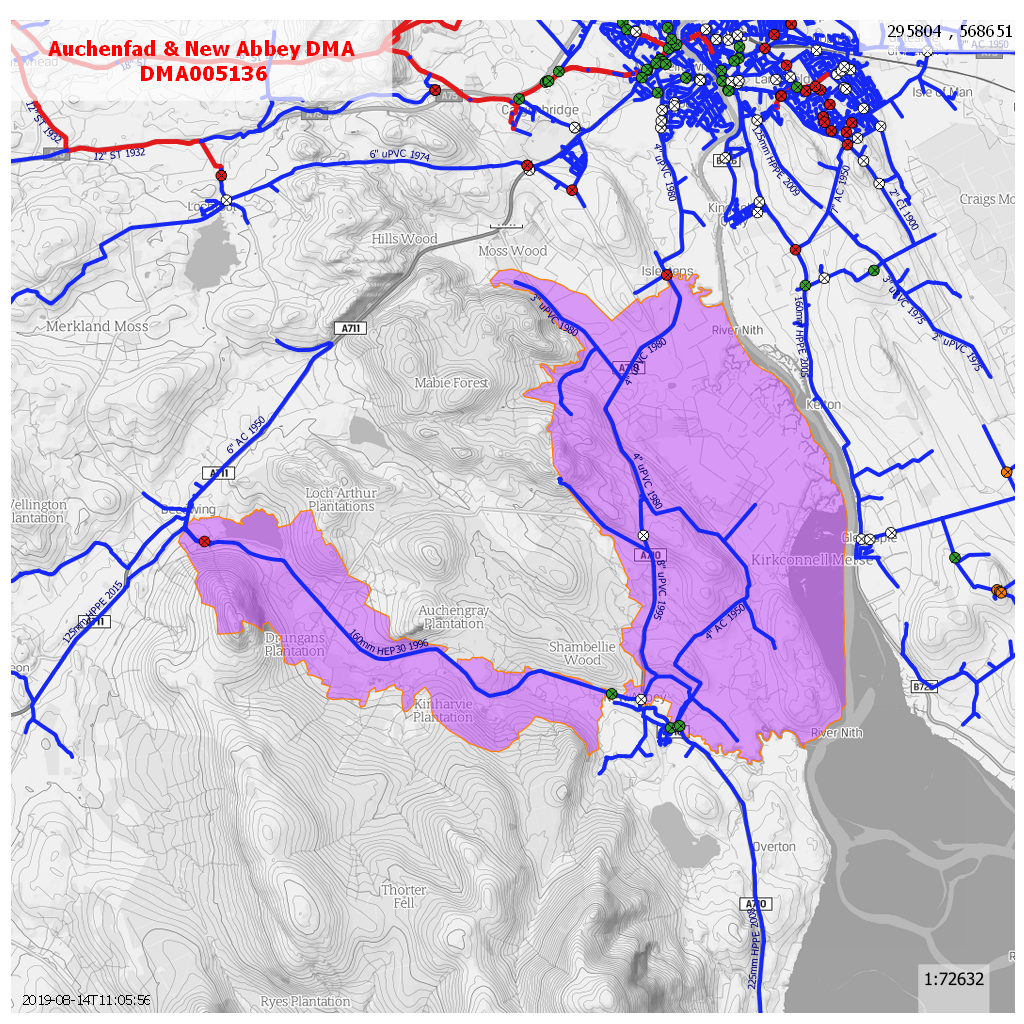 Auchenfad & New Abbey DMA
DMA005136
295804 , 568651
18" ST
12" ST 1932
12" ST 1932
6" uPVC 1974
Isle of Man
125mm HPPE 2009
4" uPVC 1980
7" AC 1950
2" CI 1900
Craigs Mo
Hills Wood
Moss Wood
Merkland Moss
A711
3" uPVC 1980
River Nith
4" uPVC 1980
160mm HPPE 2005
3" uPVC 1975
2" uPVC 1975
Mabie Forest
Kelton
6" AC 1950
A711
Loch Arthur
Plantations
Wellington
Plantation
Beeswing
4" uPVC 1980
A710
Kirkconnell Merse
6" uPVC 1995
125mm HPPE 2015
A711
Auchengray
Plantation
4" AC 1950
Drungans
Plantation
160mm HEP30 1996
Shambellie
Wood
Kinharvie
Plantation
B725
River Nith
Overton
Thorter
Fell
A710
225mm HPPE 2008
1:72632
2019-08-14T11:05:56
Ryes Plantation